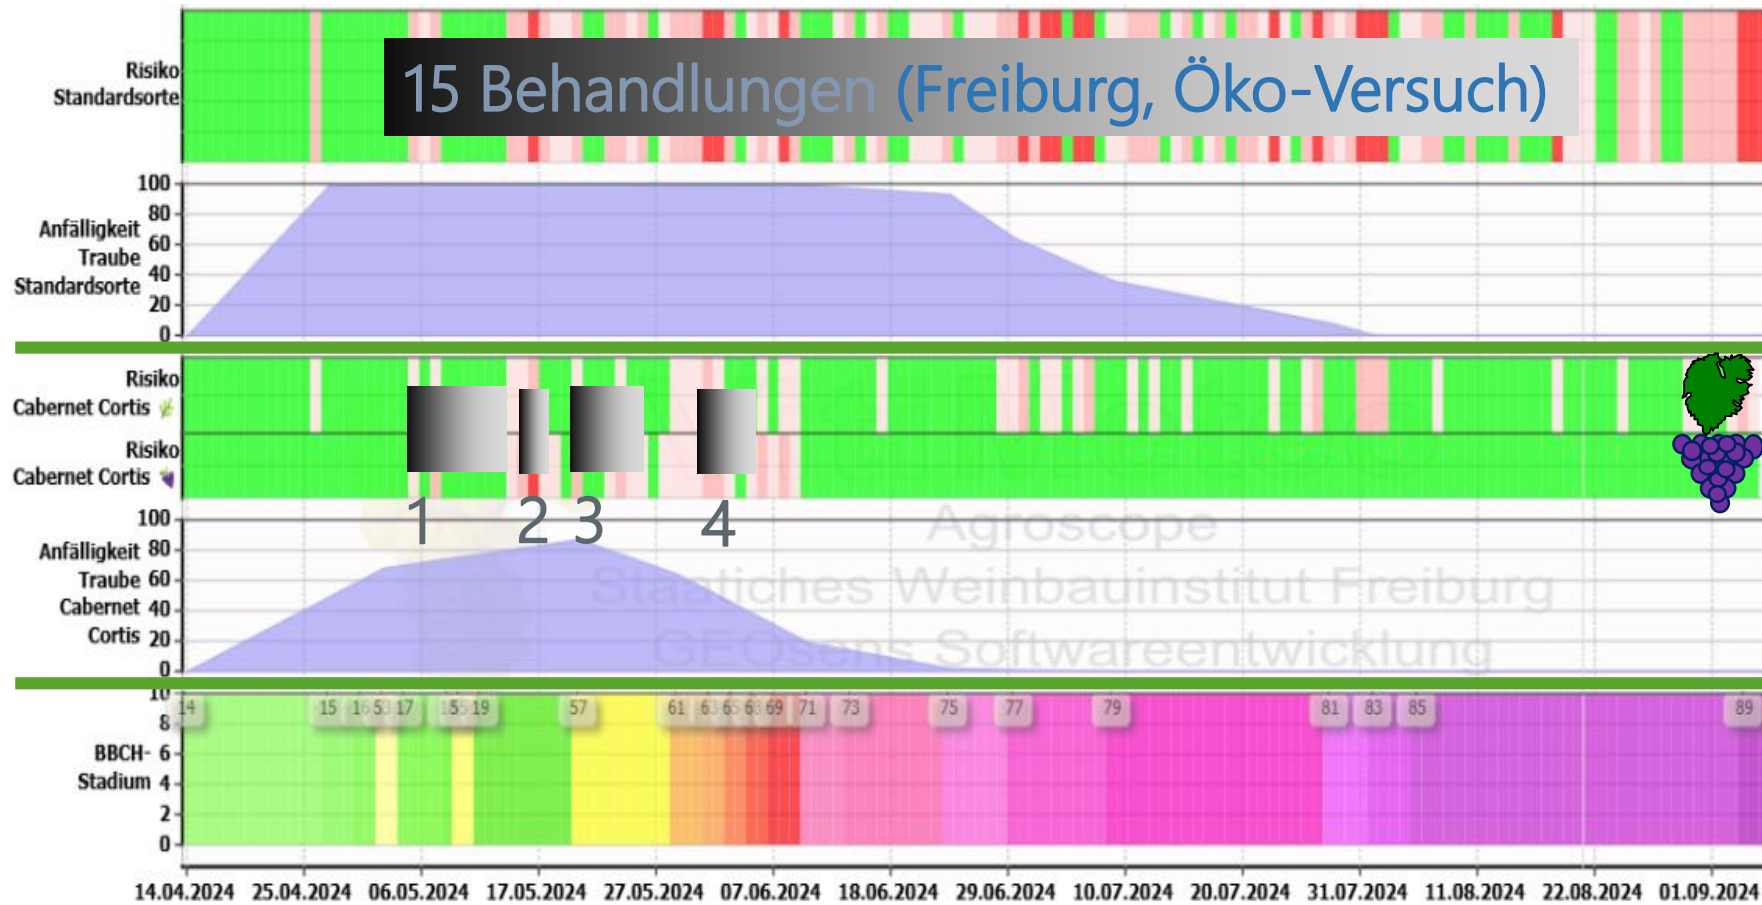 15 Behandlungen (Freiburg, Öko-Versuch)
Risiko
Standardsorte
100
80
60
40
20
0
Anfälligkeit
Traube
Standardsorte
Risiko
Cabernet Cortis
Risiko
Cabernet Cortis
1 2 3 4
100
80
60
40
20
0
Anfälligkeit
Traube
Cabernet
Cortis
Agroscope
Staatliches Weinbauinstitut Freiburg
GEOsens Softwareentwicklung
10
8
6
4
2
0
BBCH-
Stadium
14 15 16 53 17 19 57 61 63 65 69 71 73 75 77 79 81 83 85 89
14.04.2024 25.04.2024 06.05.2024 17.05.2024 27.05.2024 07.06.2024 18.06.2024 29.06.2024 10.07.2024 20.07.2024 31.07.2024 11.08.2024 22.08.2024 01.09.2024